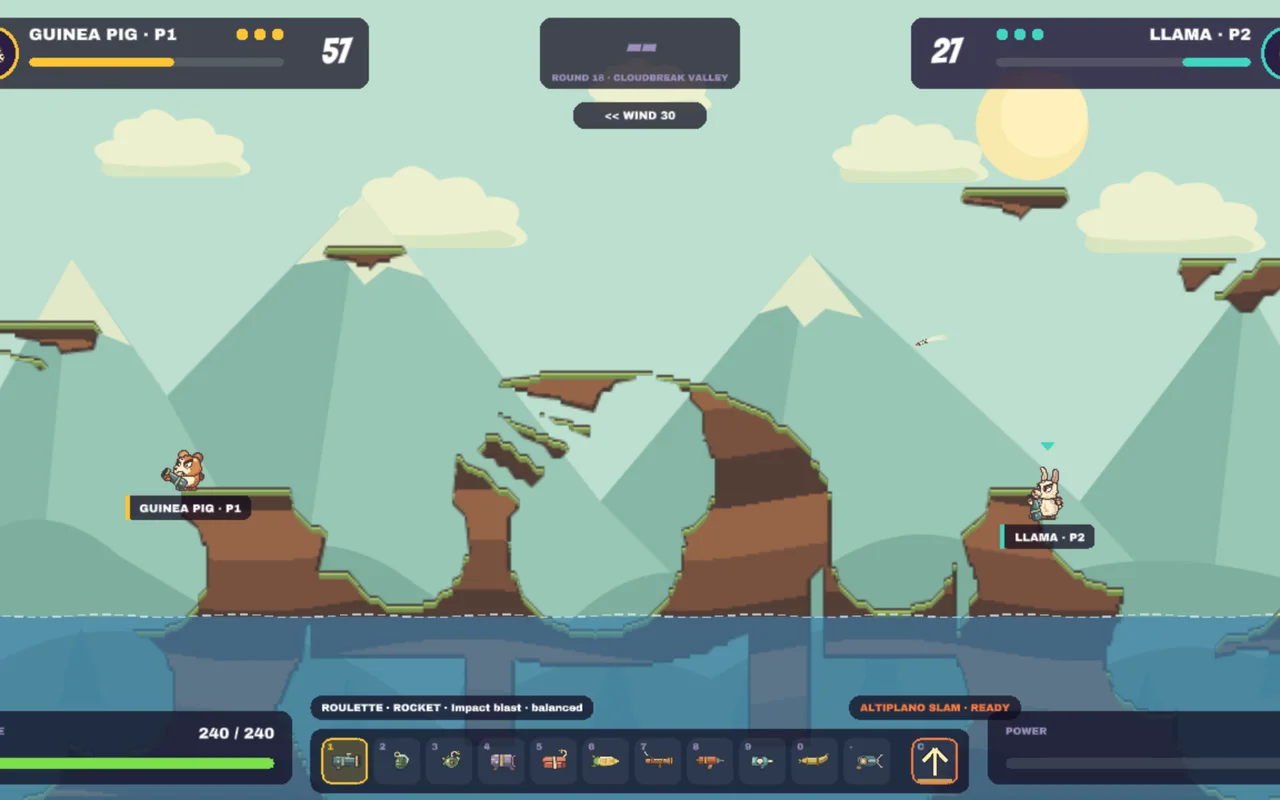 GUINEA PIG · P1
57
ROUND 18 · CLOUDBREAK VALLEY
<< WIND 30
27
LLAMA · P2
GUINEA PIG · P1
LLAMA · P2
ROULETTE · ROCKET · Impact blast · balanced
ALTIPLANO SLAM · READY
240 / 240
1
2
3
4
5
6
7
8
9
0
-
C
POWER